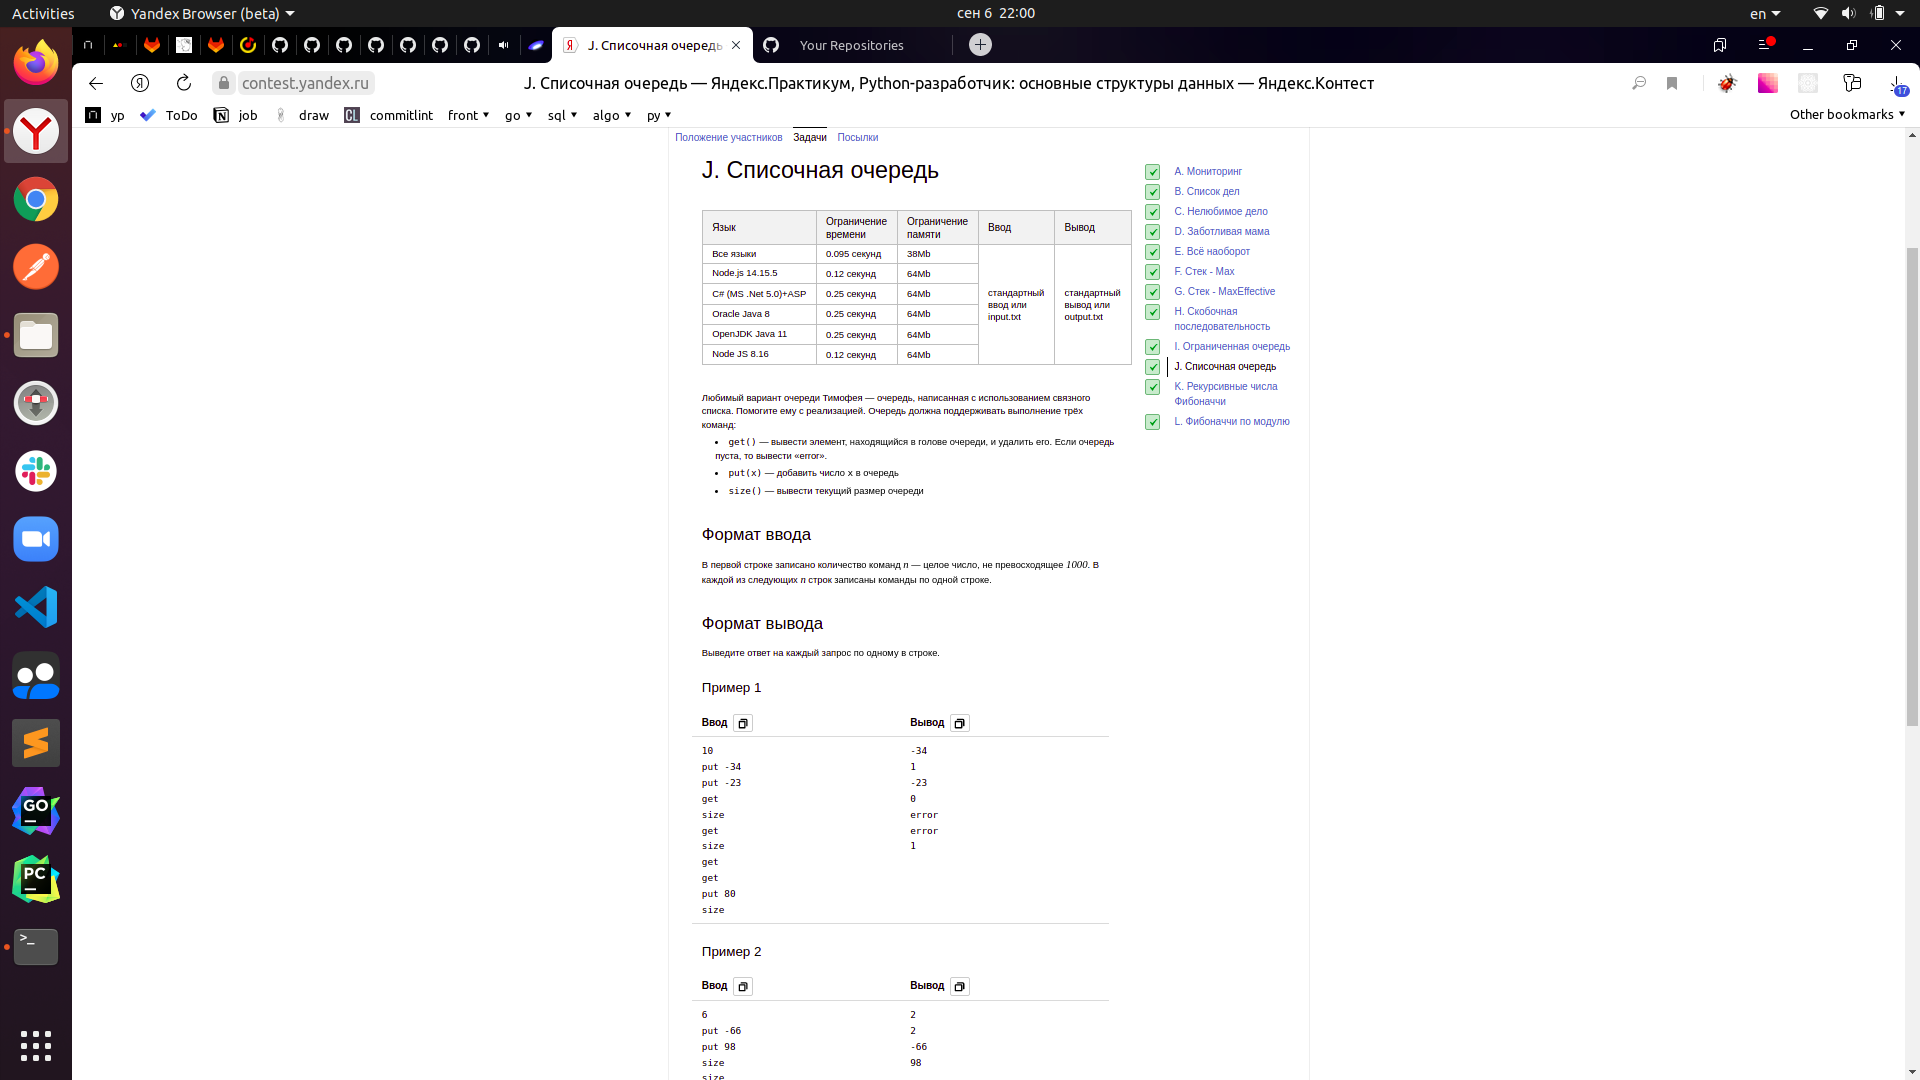 Activities
Yandex Browser (beta)
сен 6 22:00
en
J. Списочная очередь
Your Repositories
contest.yandex.ru
J. Списочная очередь — Яндекс.Практикум, Python-разработчик: основные структуры данных — Яндекс.Контест
17
yp
ToDo
job
draw
CL
commitlint
front
go
sql
algo
py
Other bookmarks
Положение участников
Задачи
Посылки
J. Списочная очередь
Язык
Ограничение времени
Ограничение памяти
Ввод
Вывод
Все языки
0.095 секунд
38Mb
стандартный ввод или input.txt
стандартный вывод или output.txt
Node.js 14.15.5
0.12 секунд
64Mb
C# (MS .Net 5.0)+ASP
0.25 секунд
64Mb
Oracle Java 8
0.25 секунд
64Mb
OpenJDK Java 11
0.25 секунд
64Mb
Node JS 8.16
0.12 секунд
64Mb
Любимый вариант очереди Тимофея — очередь, написанная с использованием связного
списка. Помогите ему с реализацией. Очередь должна поддерживать выполнение трёх
команд:
get() — вывести элемент, находящийся в голове очереди, и удалить его. Если очередь
пуста, то вывести «error».
put(x) — добавить число x в очередь
size() — вывести текущий размер очереди
Формат ввода
В первой строке записано количество команд n — целое число, не превосходящее 1000. В
каждой из следующих n строк записаны команды по одной строке.
Формат вывода
Выведите ответ на каждый запрос по одному в строке.
Пример 1
Ввод
Вывод
10
put -34
put -23
get
size
get
size
get
get
put 80
size
-34
1
-23
0
error
error
1
Пример 2
Ввод
Вывод
6
put -66
put 98
size
size
2
2
-66
98
A. Мониторинг
B. Список дел
C. Нелюбимое дело
D. Заботливая мама
E. Всё наоборот
F. Стек - Max
G. Стек - MaxEffective
H. Скобочная
последовательность
I. Ограниченная очередь
J. Списочная очередь
K. Рекурсивные числа
Фибоначчи
L. Фибоначчи по модулю
GO
PC